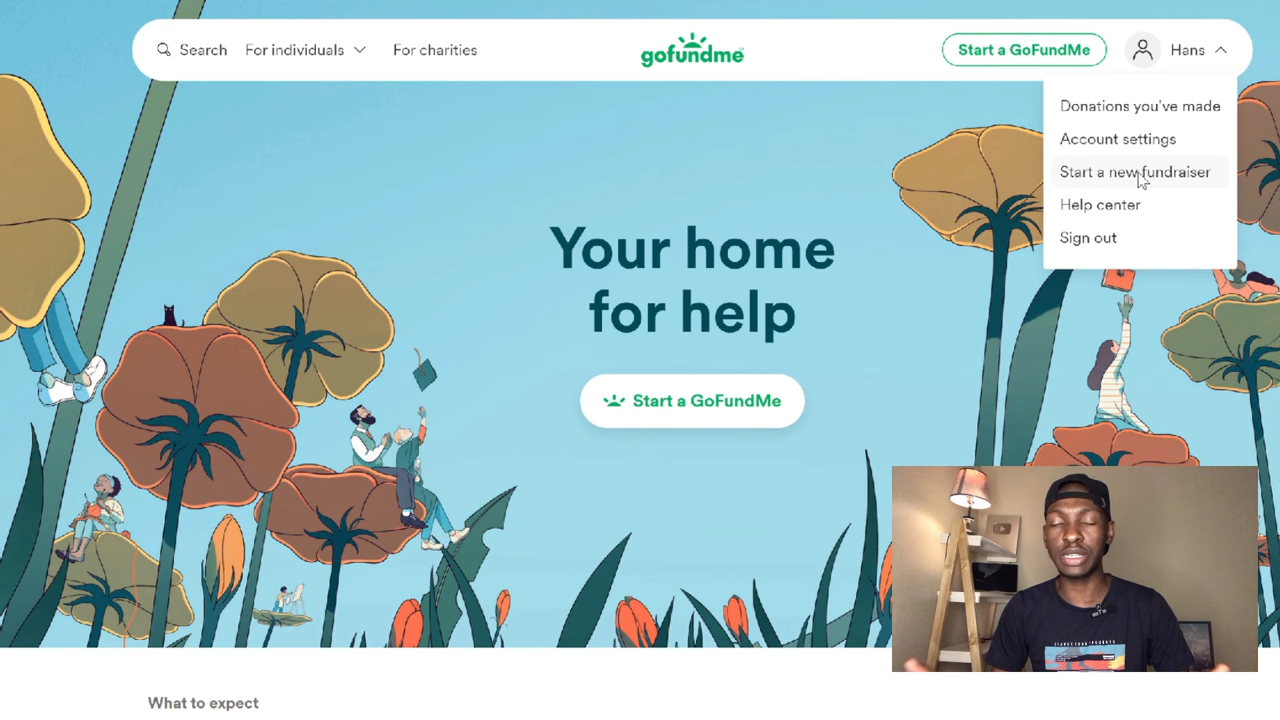 Search
For individuals
For charities
gofundme
Start a GoFundMe
Hans
Donations you've made
Account settings
Start a new fundraiser
Help center
Sign out
Your home
for help
Start a GoFundMe
What to expect